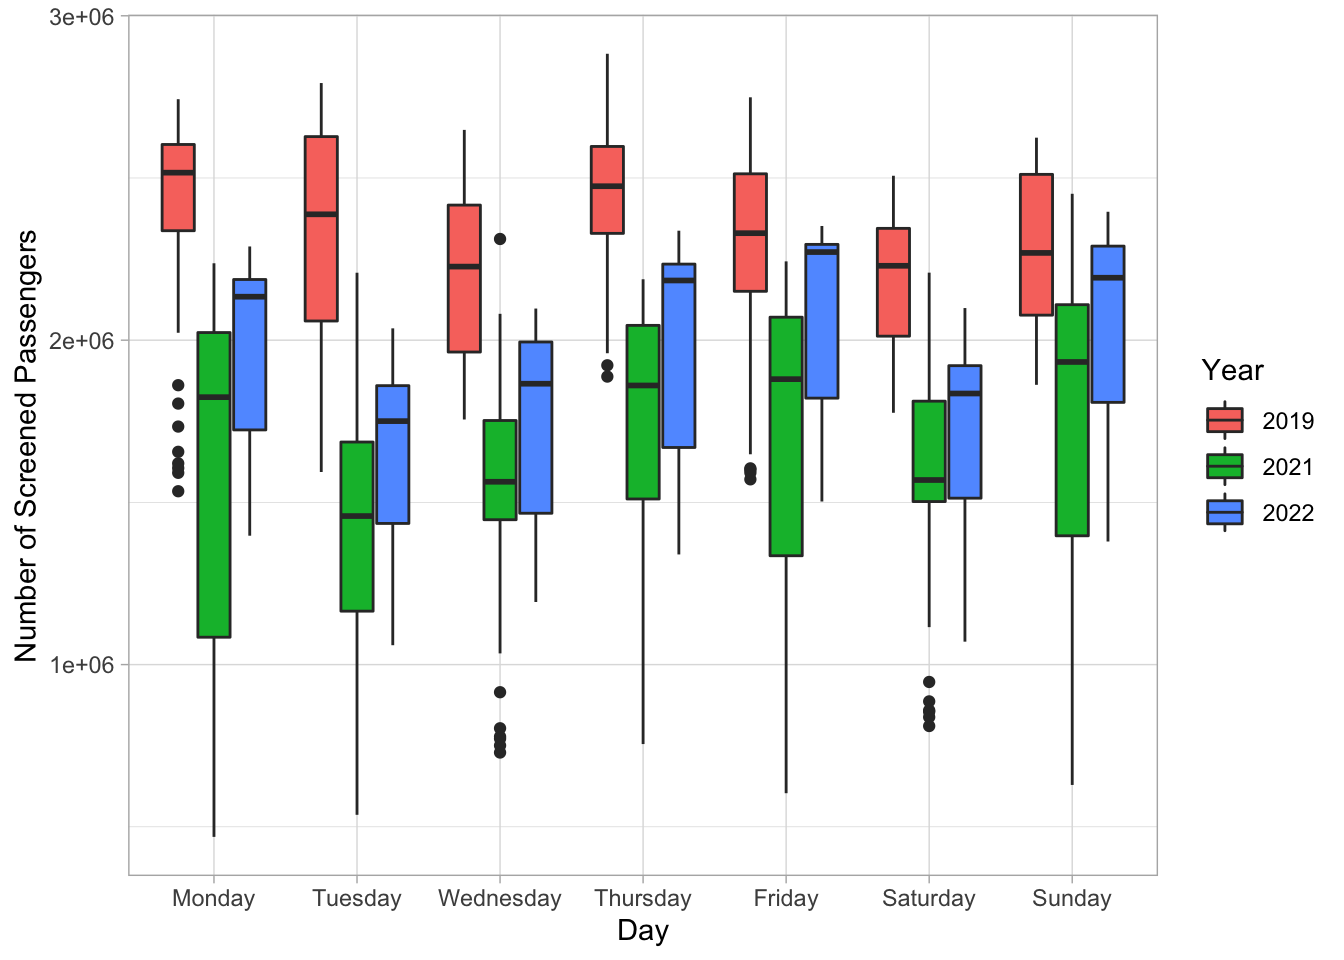 3e+06
2e+06
1e+06
Number of Screened Passengers
Monday Tuesday Wednesday Thursday Friday Saturday Sunday
Day
Year
2019
2021
2022